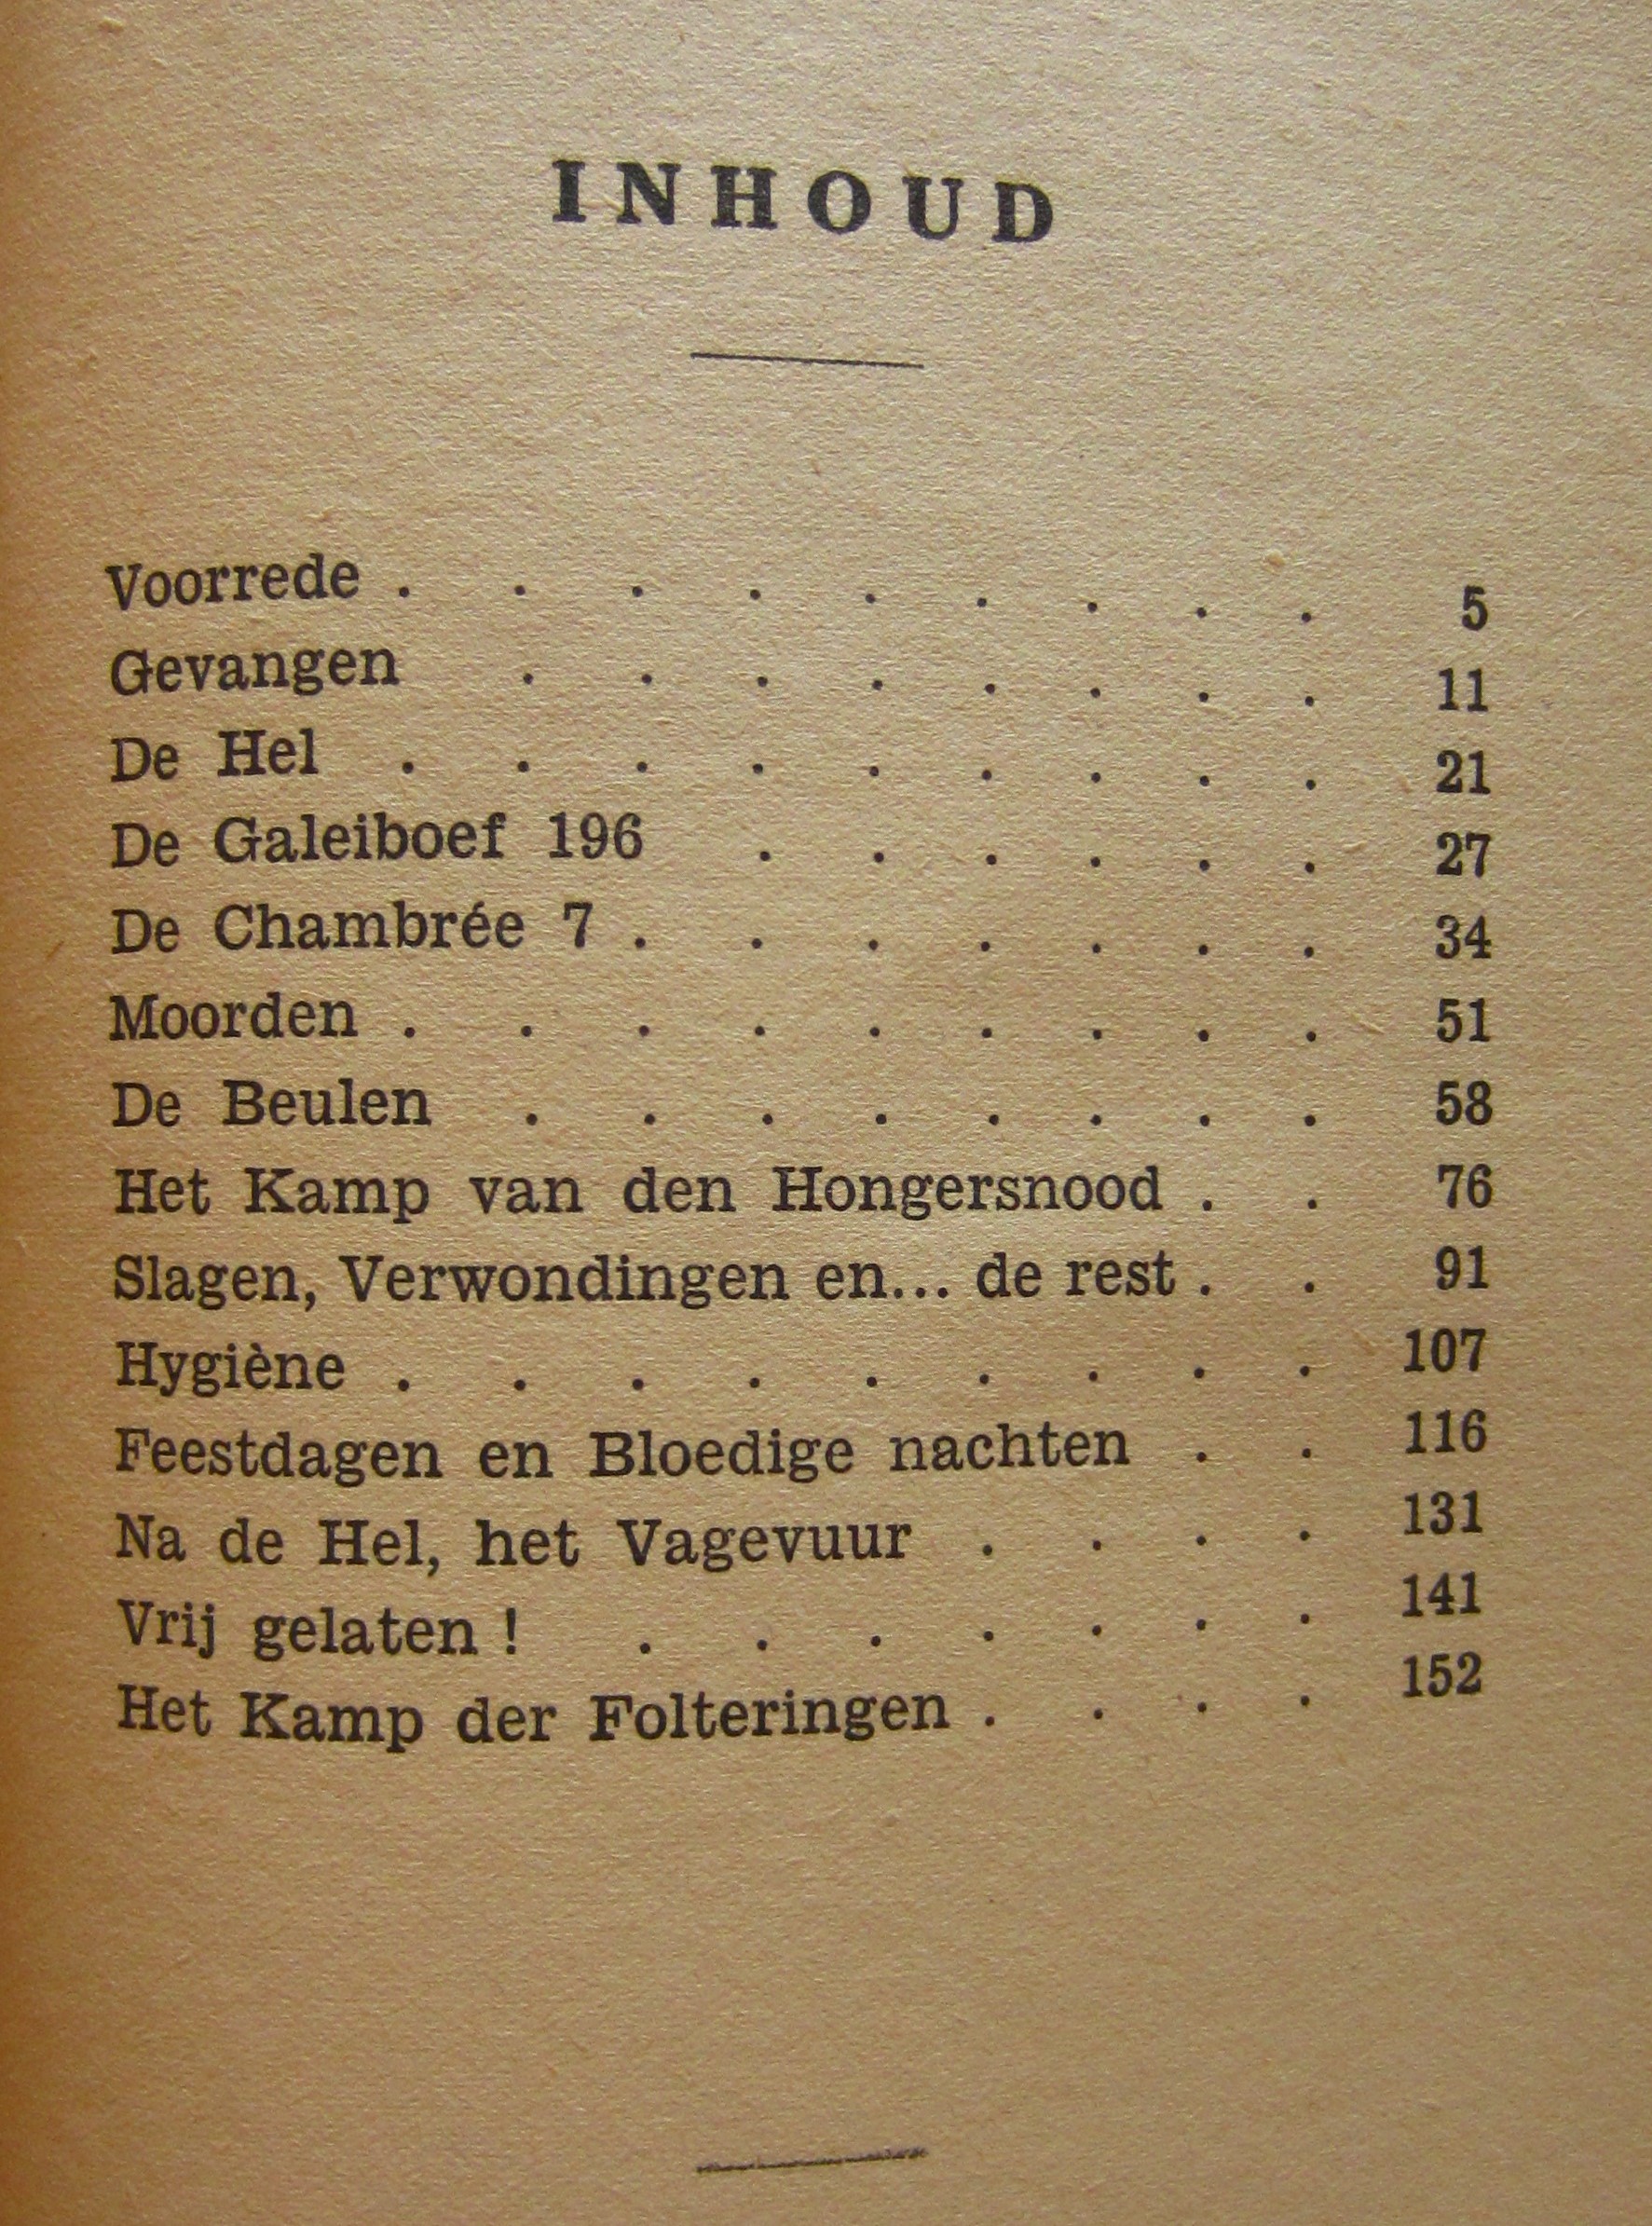 INHOUD
Voorrede . . . . . . . . . 5
Gevangen . . . . . . . . 11
De Hel . . . . . . . . . 21
De Galeiboef 196 . . . . . . 27
De Chambrée 7 . . . . . . . 34
Moorden . . . . . . . . . 51
De Beulen . . . . . . . . 58
Het Kamp van den Hongersnood . . 76
Slagen, Verwondingen en... de rest . . 91
Hygiène . . . . . . . . . 107
Feestdagen en Bloedige nachten . . 116
Na de Hel, het Vagevuur . . . . 131
Vrij gelaten ! . . . . . . . 141
Het Kamp der Folteringen . . . . 152